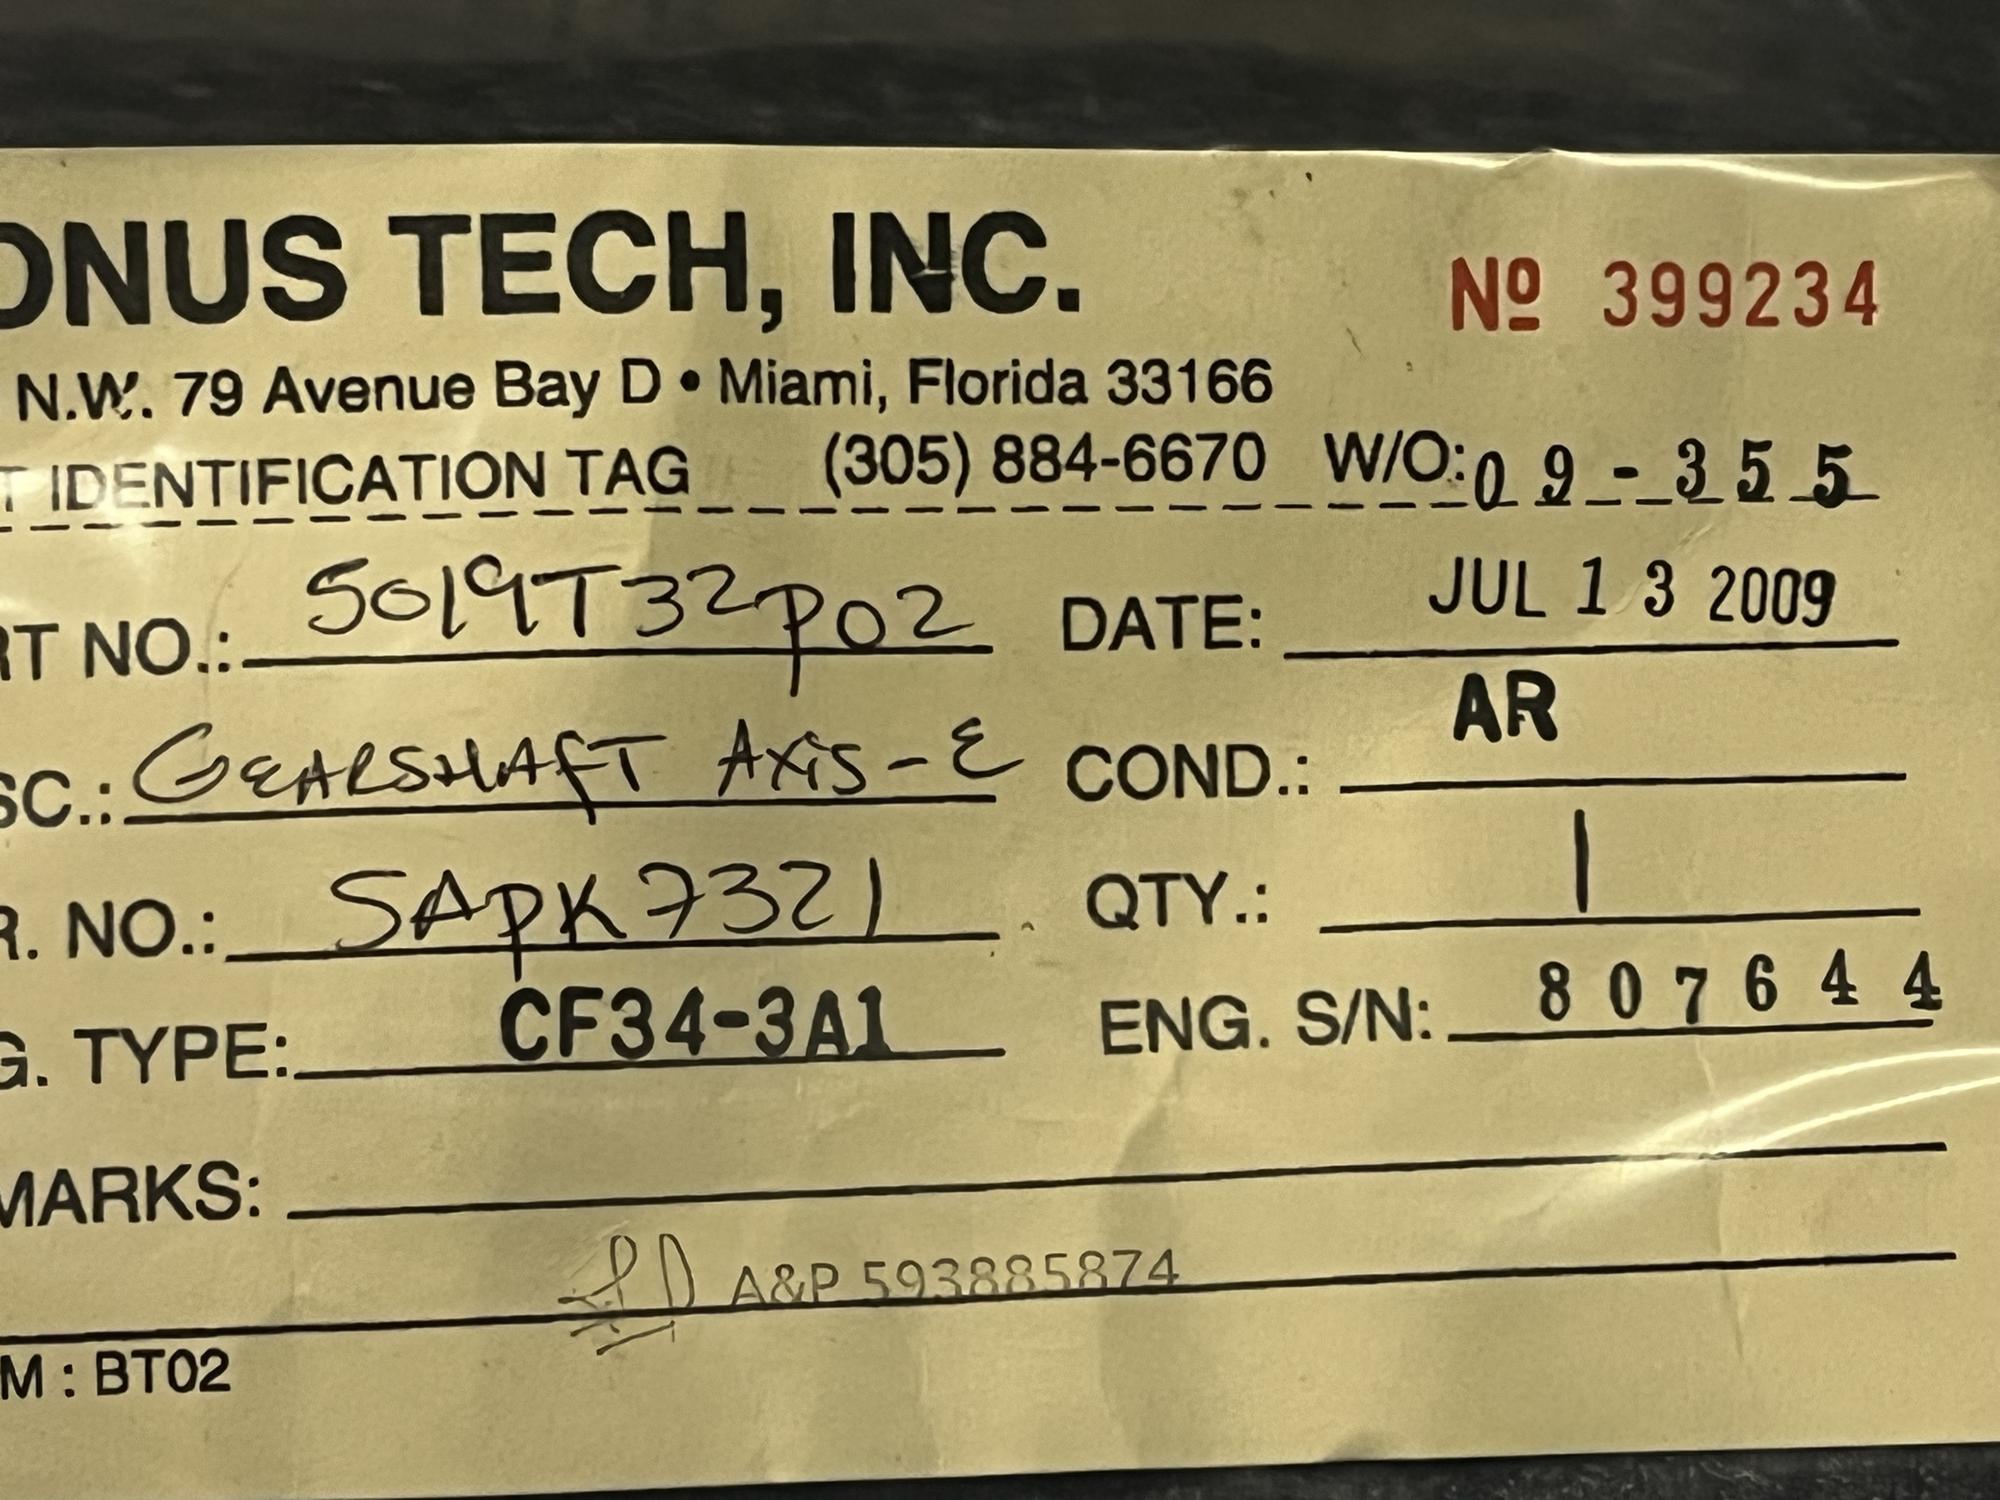 ONUS TECH, INC.
Nº 399234
N.W. 79 Avenue Bay D • Miami, Florida 33166
T IDENTIFICATION TAG (305) 884-6670 W/O: 09-355
RT NO.: 5019T32P02 DATE: JUL 13 2009
SC.: GEARSHAFT AXIS-E COND.: AR
R. NO.: SAPK7321 QTY.: 1
G. TYPE: CF34-3A1 ENG. S/N: 807644
MARKS:
A&P 593885874
M : BT02